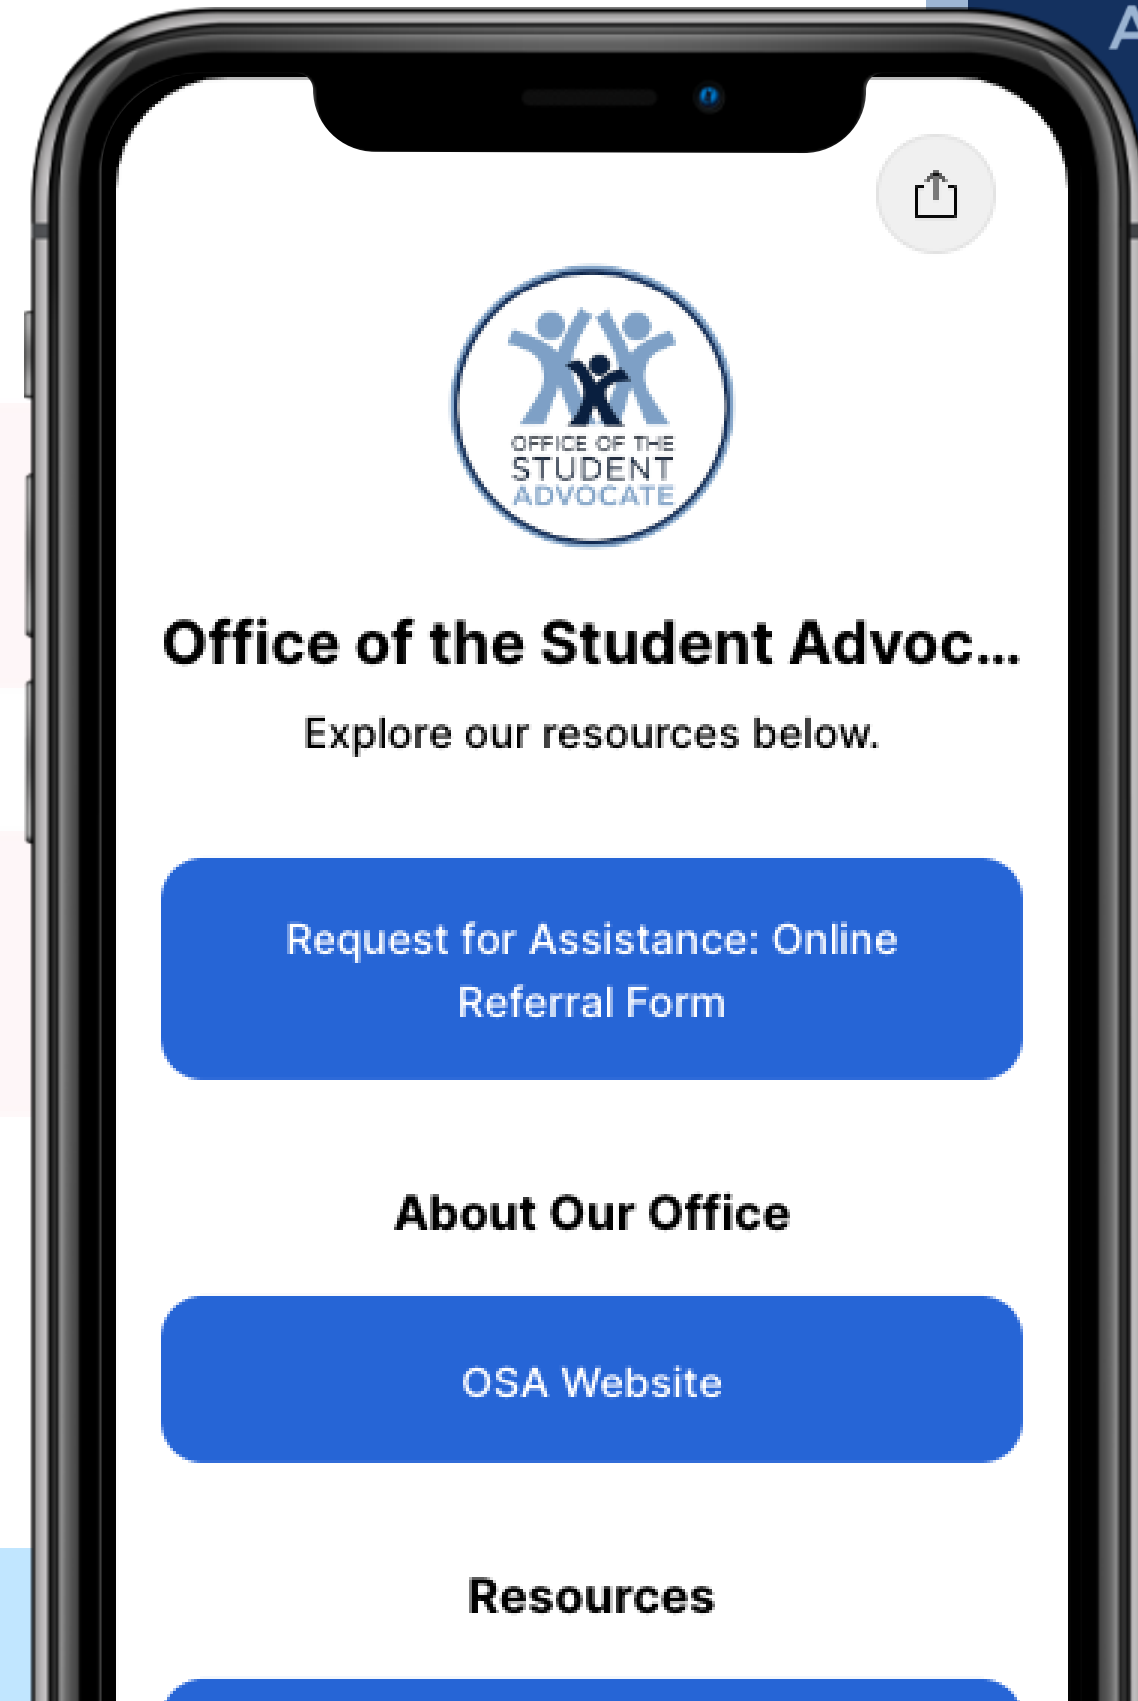 A
OFFICE OF THE
STUDENT
ADVOCATE
Office of the Student Advoc...
Explore our resources below.
Request for Assistance: Online
Referral Form
About Our Office
OSA Website
Resources